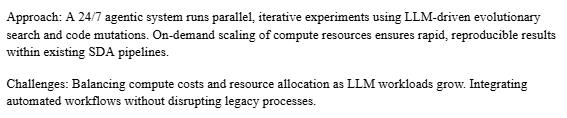 Approach: A 24/7 agentic system runs parallel, iterative experiments using LLM-driven evolutionary
search and code mutations. On-demand scaling of compute resources ensures rapid, reproducible results
within existing SDA pipelines.
Challenges: Balancing compute costs and resource allocation as LLM workloads grow. Integrating
automated workflows without disrupting legacy processes.